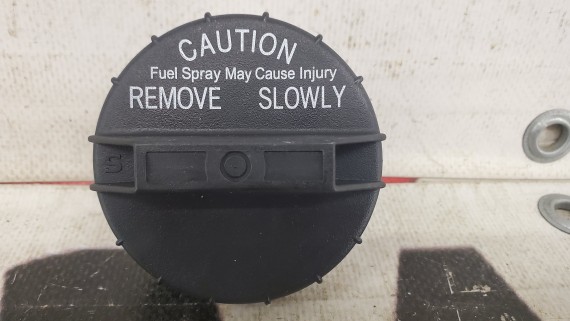 CAUTION
Fuel Spray May Cause Injury
REMOVE SLOWLY